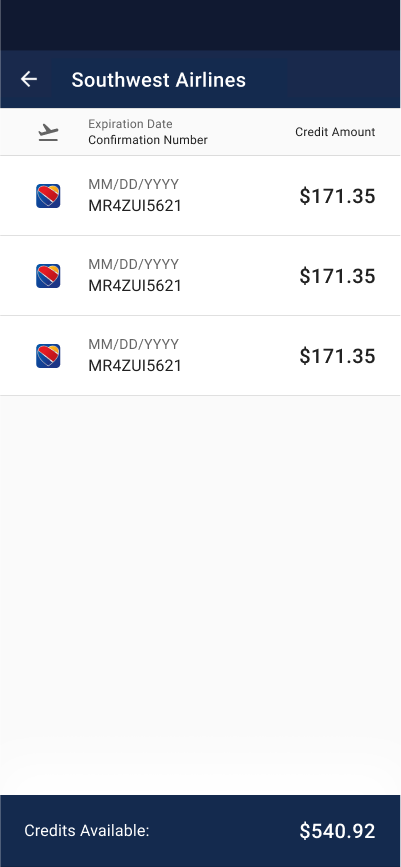 Southwest Airlines
Expiration Date
Confirmation Number
Credit Amount
MM/DD/YYYY
MR4ZUI5621
$171.35
MM/DD/YYYY
MR4ZUI5621
$171.35
MM/DD/YYYY
MR4ZUI5621
$171.35
Credits Available:
$540.92